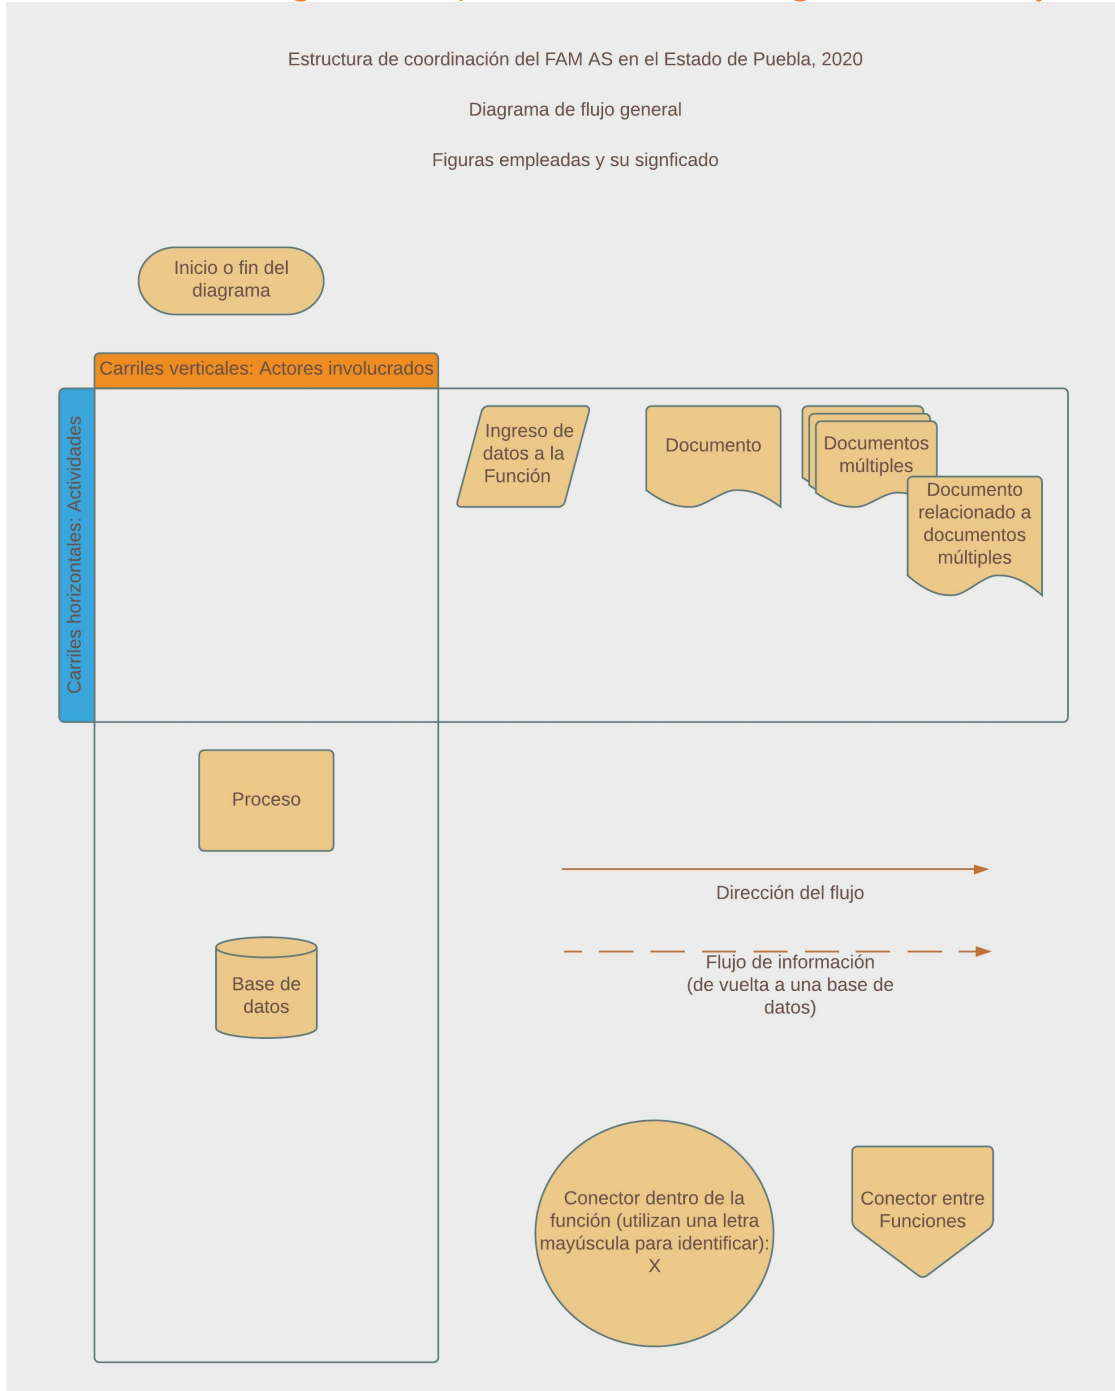 Estructura de coordinación del FAM AS en el Estado de Puebla, 2020
Diagrama de flujo general
Figuras empleadas y su signficado
Inicio o fin del
diagrama
Carriles verticales: Actores involucrados
Carriles horizontales: Actividades
Ingreso de
datos a la
Función
Documento
Documentos
múltiples
Documento
relacionado a
documentos
múltiples
Proceso
Dirección del flujo
Flujo de información
(de vuelta a una base de
datos)
Base de
datos
Conector dentro de la
función (utilizan una letra
mayúscula para identificar):
X
Conector entre
Funciones